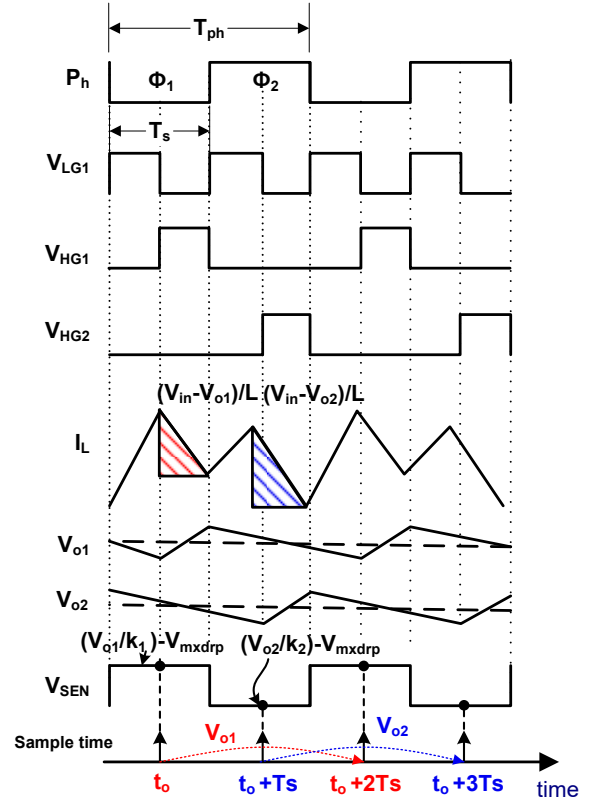 T_ph
P_h Φ_1 Φ_2
T_s
V_LG1
V_HG1
V_HG2
(V_in-V_o1)/L (V_in-V_o2)/L
I_L
V_o1
V_o2
(V_o1/k_1)-V_mxdrp (V_o2/k_2)-V_mxdrp
V_SEN
V_o1 V_o2
Sample time
t_o t_o+Ts t_o+2Ts t_o+3Ts time